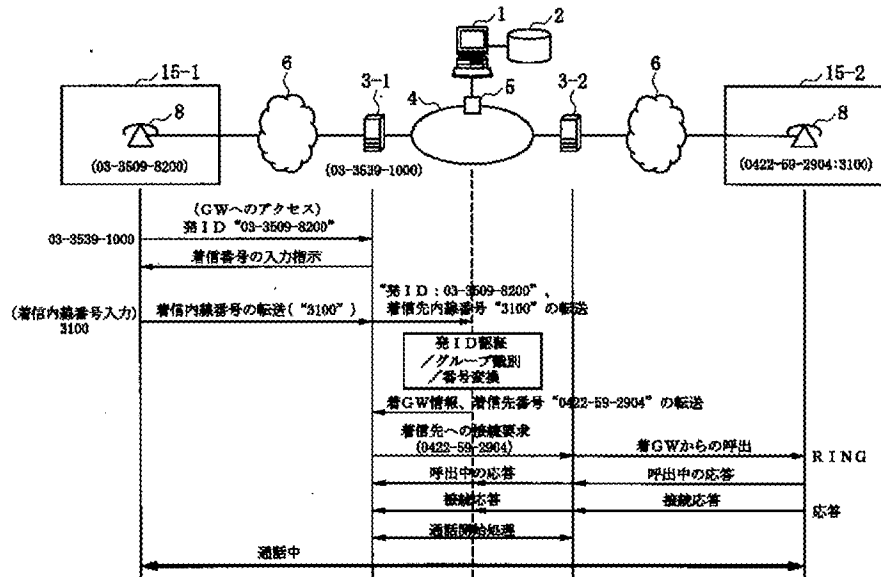 1
2
15-1
6
3-1
4
5
3-2
6
15-2
8
8
(03-3509-8200)
(03-3539-1000)
(0422-59-2904:3100)
(GWへのアクセス)
03-3539-1000
発ID“03-3509-8200”
着信番号の入力指示
“発ID:03-3509-8200”、
(着信内線番号入力)
3100
着信内線番号の転送(“3100”)
着信先内線番号“3100”の転送
発ID認証
/グループ識別
/番号変換
着GW情報、着信先番号“0422-59-2904”の転送
着信先への接続要求
(0422-59-2904)
着GWからの呼出
RING
呼出中の応答
呼出中の応答
接続応答
接続応答
応答
通話開始処理
通話中